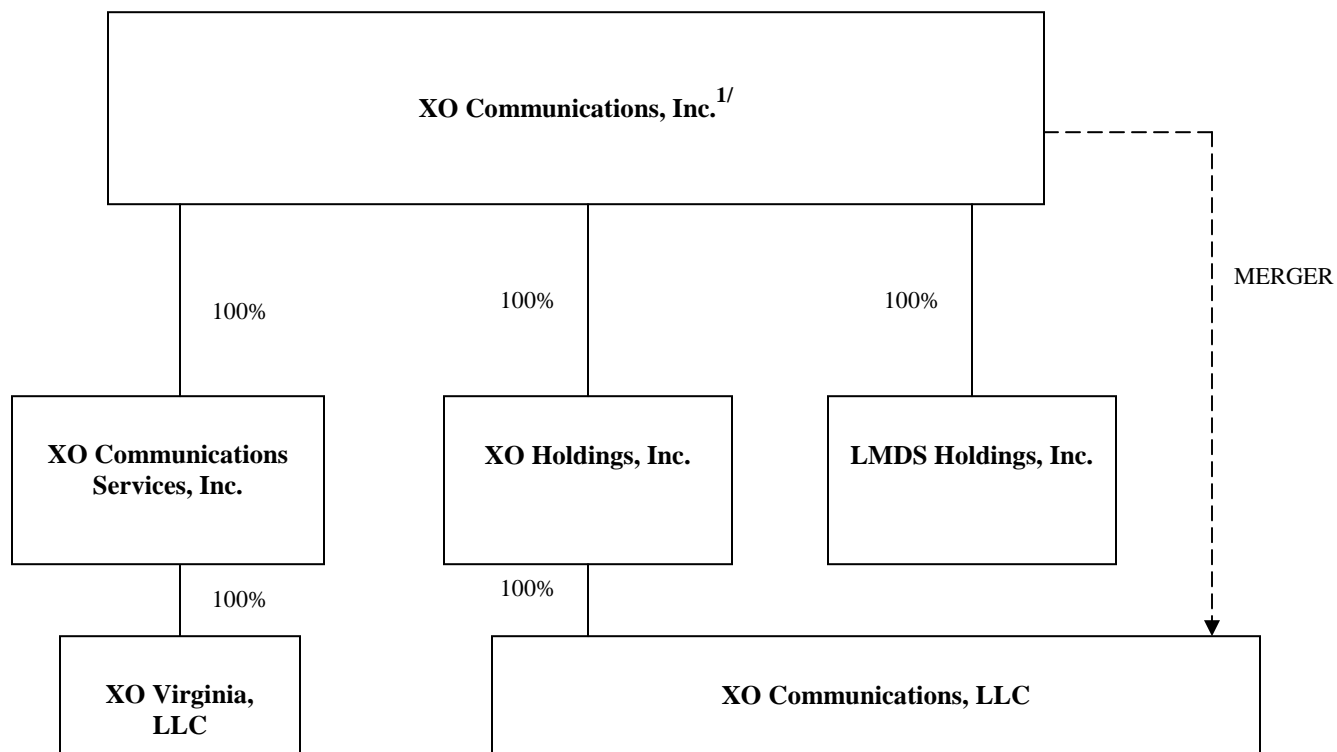 XO Communications, Inc.1/
MERGER
100%
100%
100%
XO Communications
Services, Inc.
XO Holdings, Inc.
LMDS Holdings, Inc.
100%
100%
XO Virginia,
LLC
XO Communications, LLC